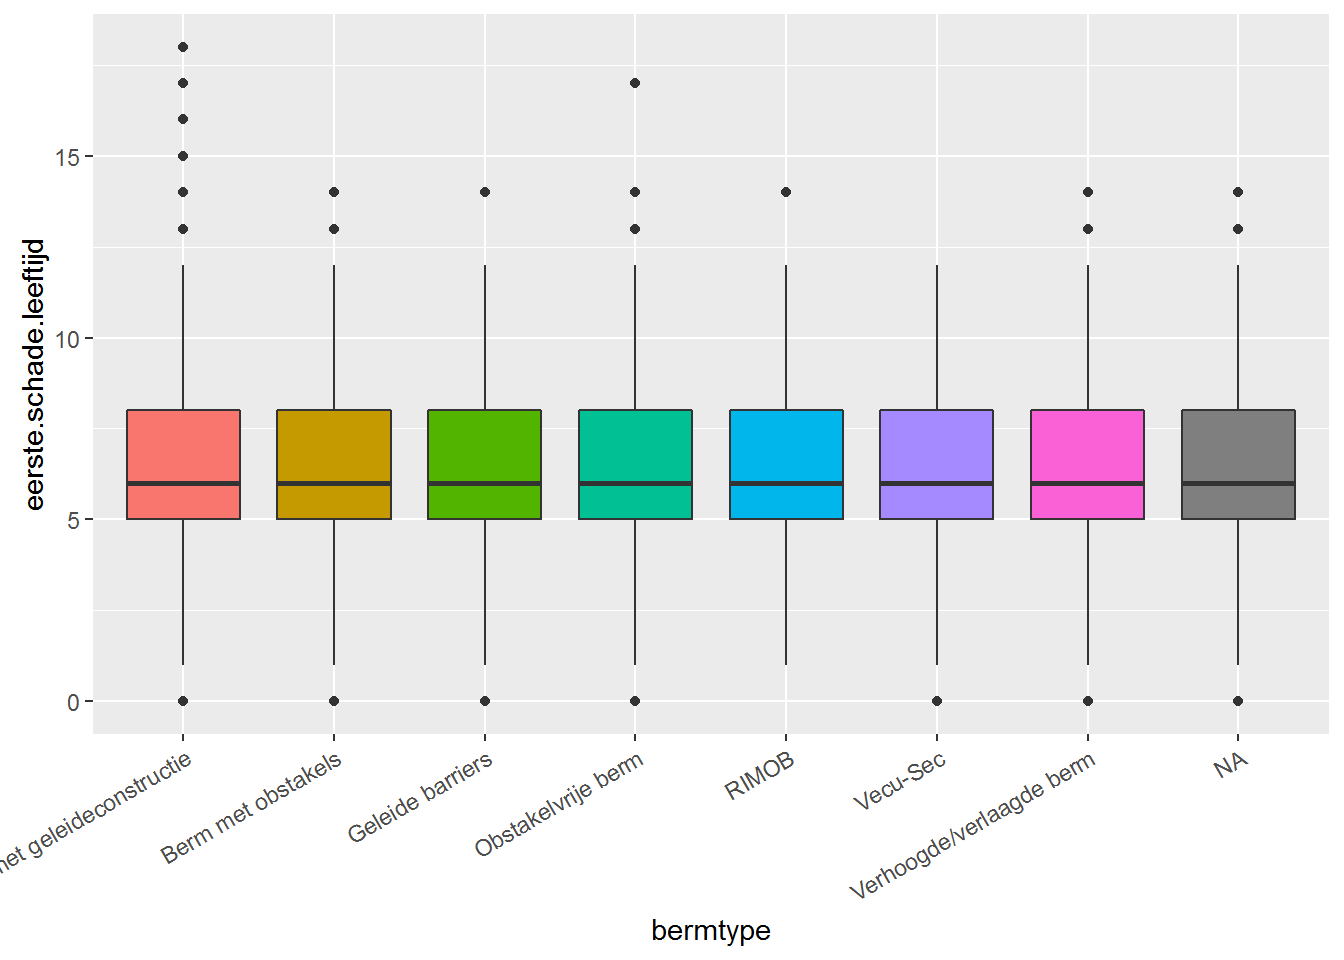 eerste.schade.leeftijd
15
10
5
0
geleideconstructie
Berm met obstakels
Geleide barriers
Obstakelvrije berm
RIMOB
Vecu-Sec
Verhoogde/verlaagde berm
NA
bermtype